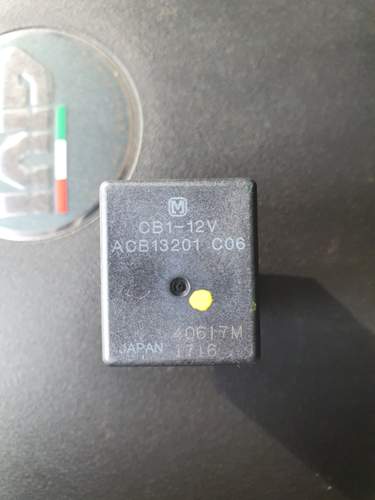 M
CB1-12V
ACB13201 C06
40617M
JAPAN 1716